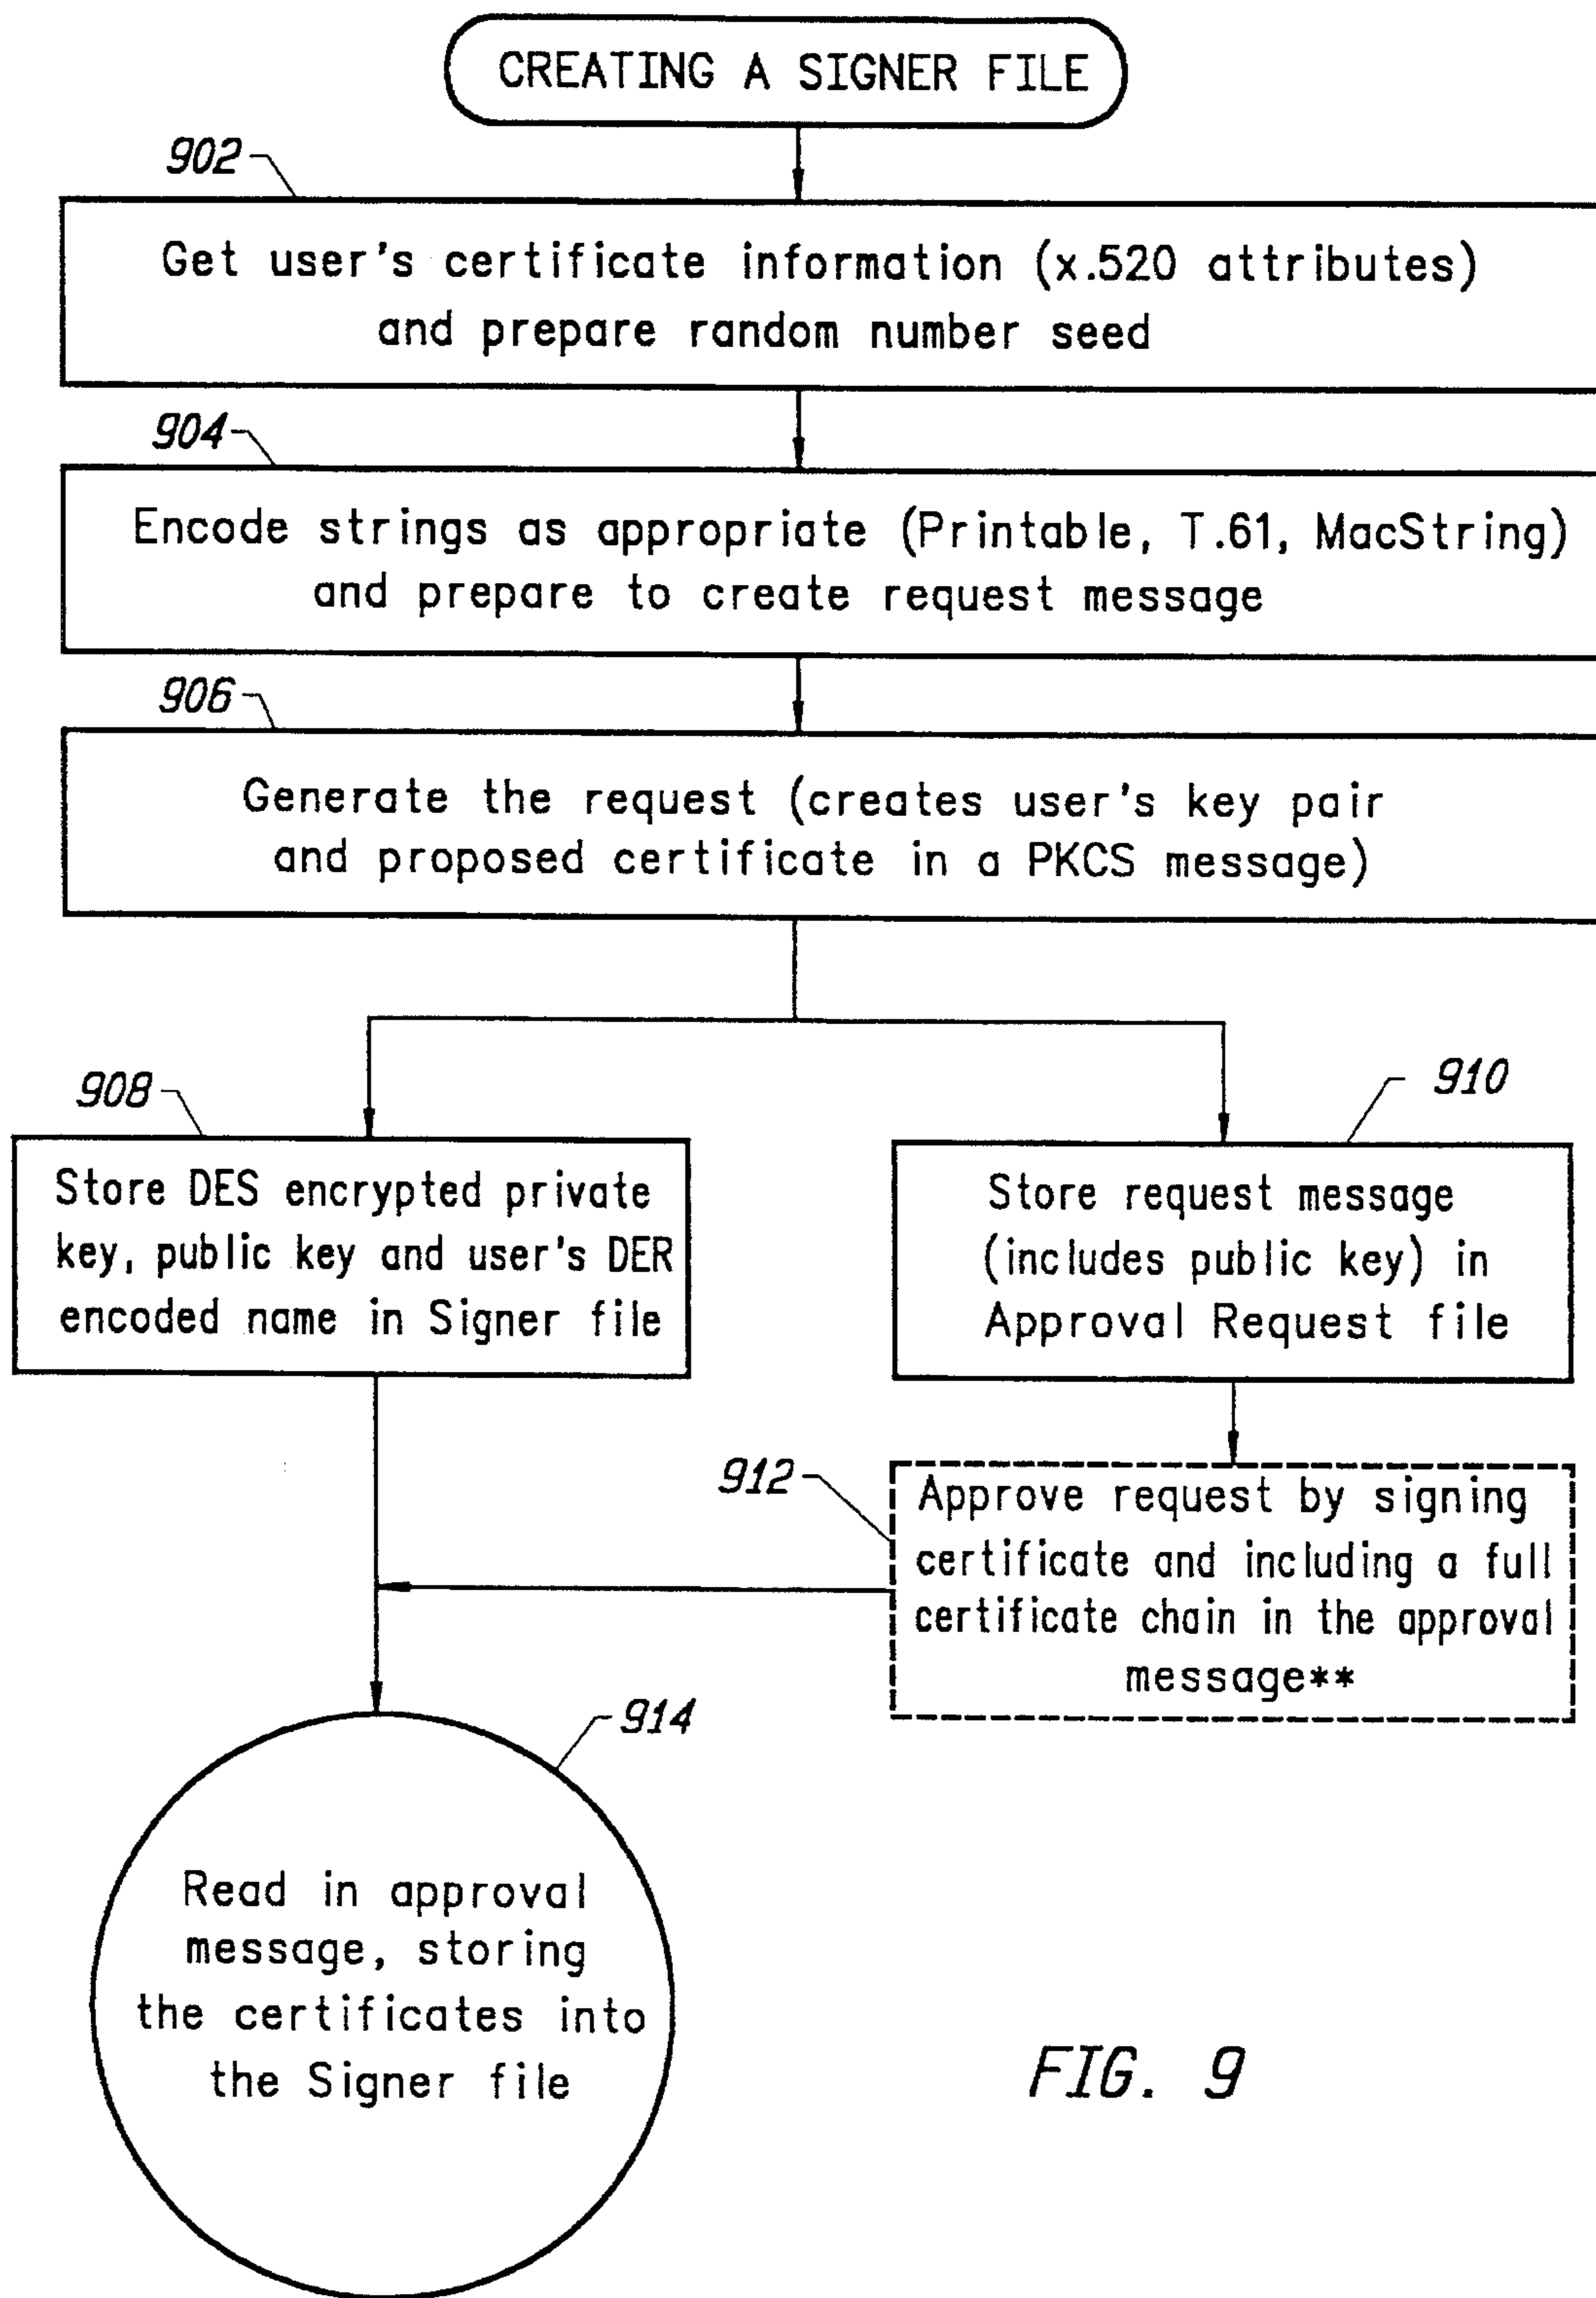 CREATING A SIGNER FILE
902
Get user's certificate information (x.520 attributes)
and prepare random number seed
904
Encode strings as appropriate (Printable, T.61, MacString)
and prepare to create request message
906
Generate the request (creates user's key pair
and proposed certificate in a PKCS message)
908
Store DES encrypted private
key, public key and user's DER
encoded name in Signer file
910
Store request message
(includes public key) in
Approval Request file
912
Approve request by signing
certificate and including a full
certificate chain in the approval
message**
914
Read in approval
message, storing
the certificates into
the Signer file
FIG. 9